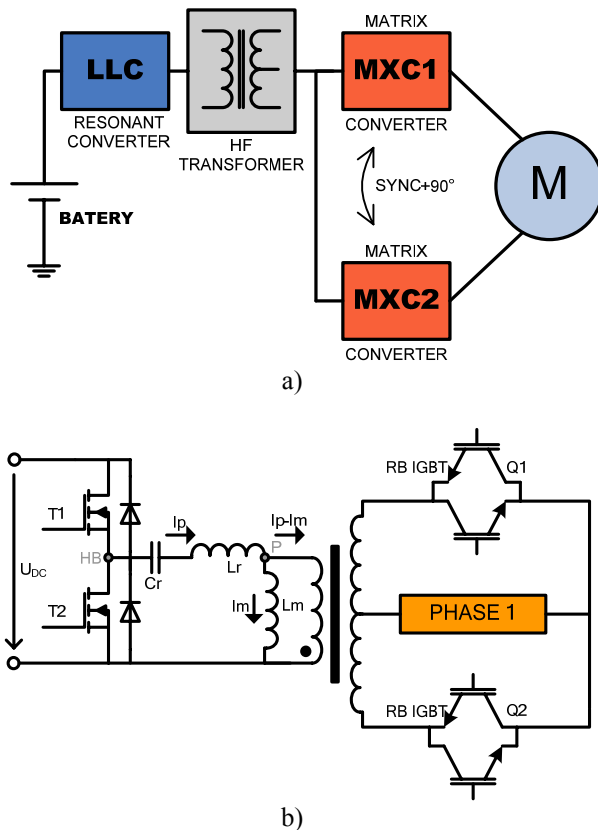 MATRIX
LLC
MXC1
RESONANT
CONVERTER
HF
TRANSFORMER
CONVERTER
SYNC+90°
M
BATERY
MATRIX
MXC2
CONVERTER
a)
RB IGBT
Q1
T1
Ip
Ip-Im
HB
P
Cr
Lr
UDC
T2
Im
Lm
PHASE 1
RB IGBT
Q2
b)